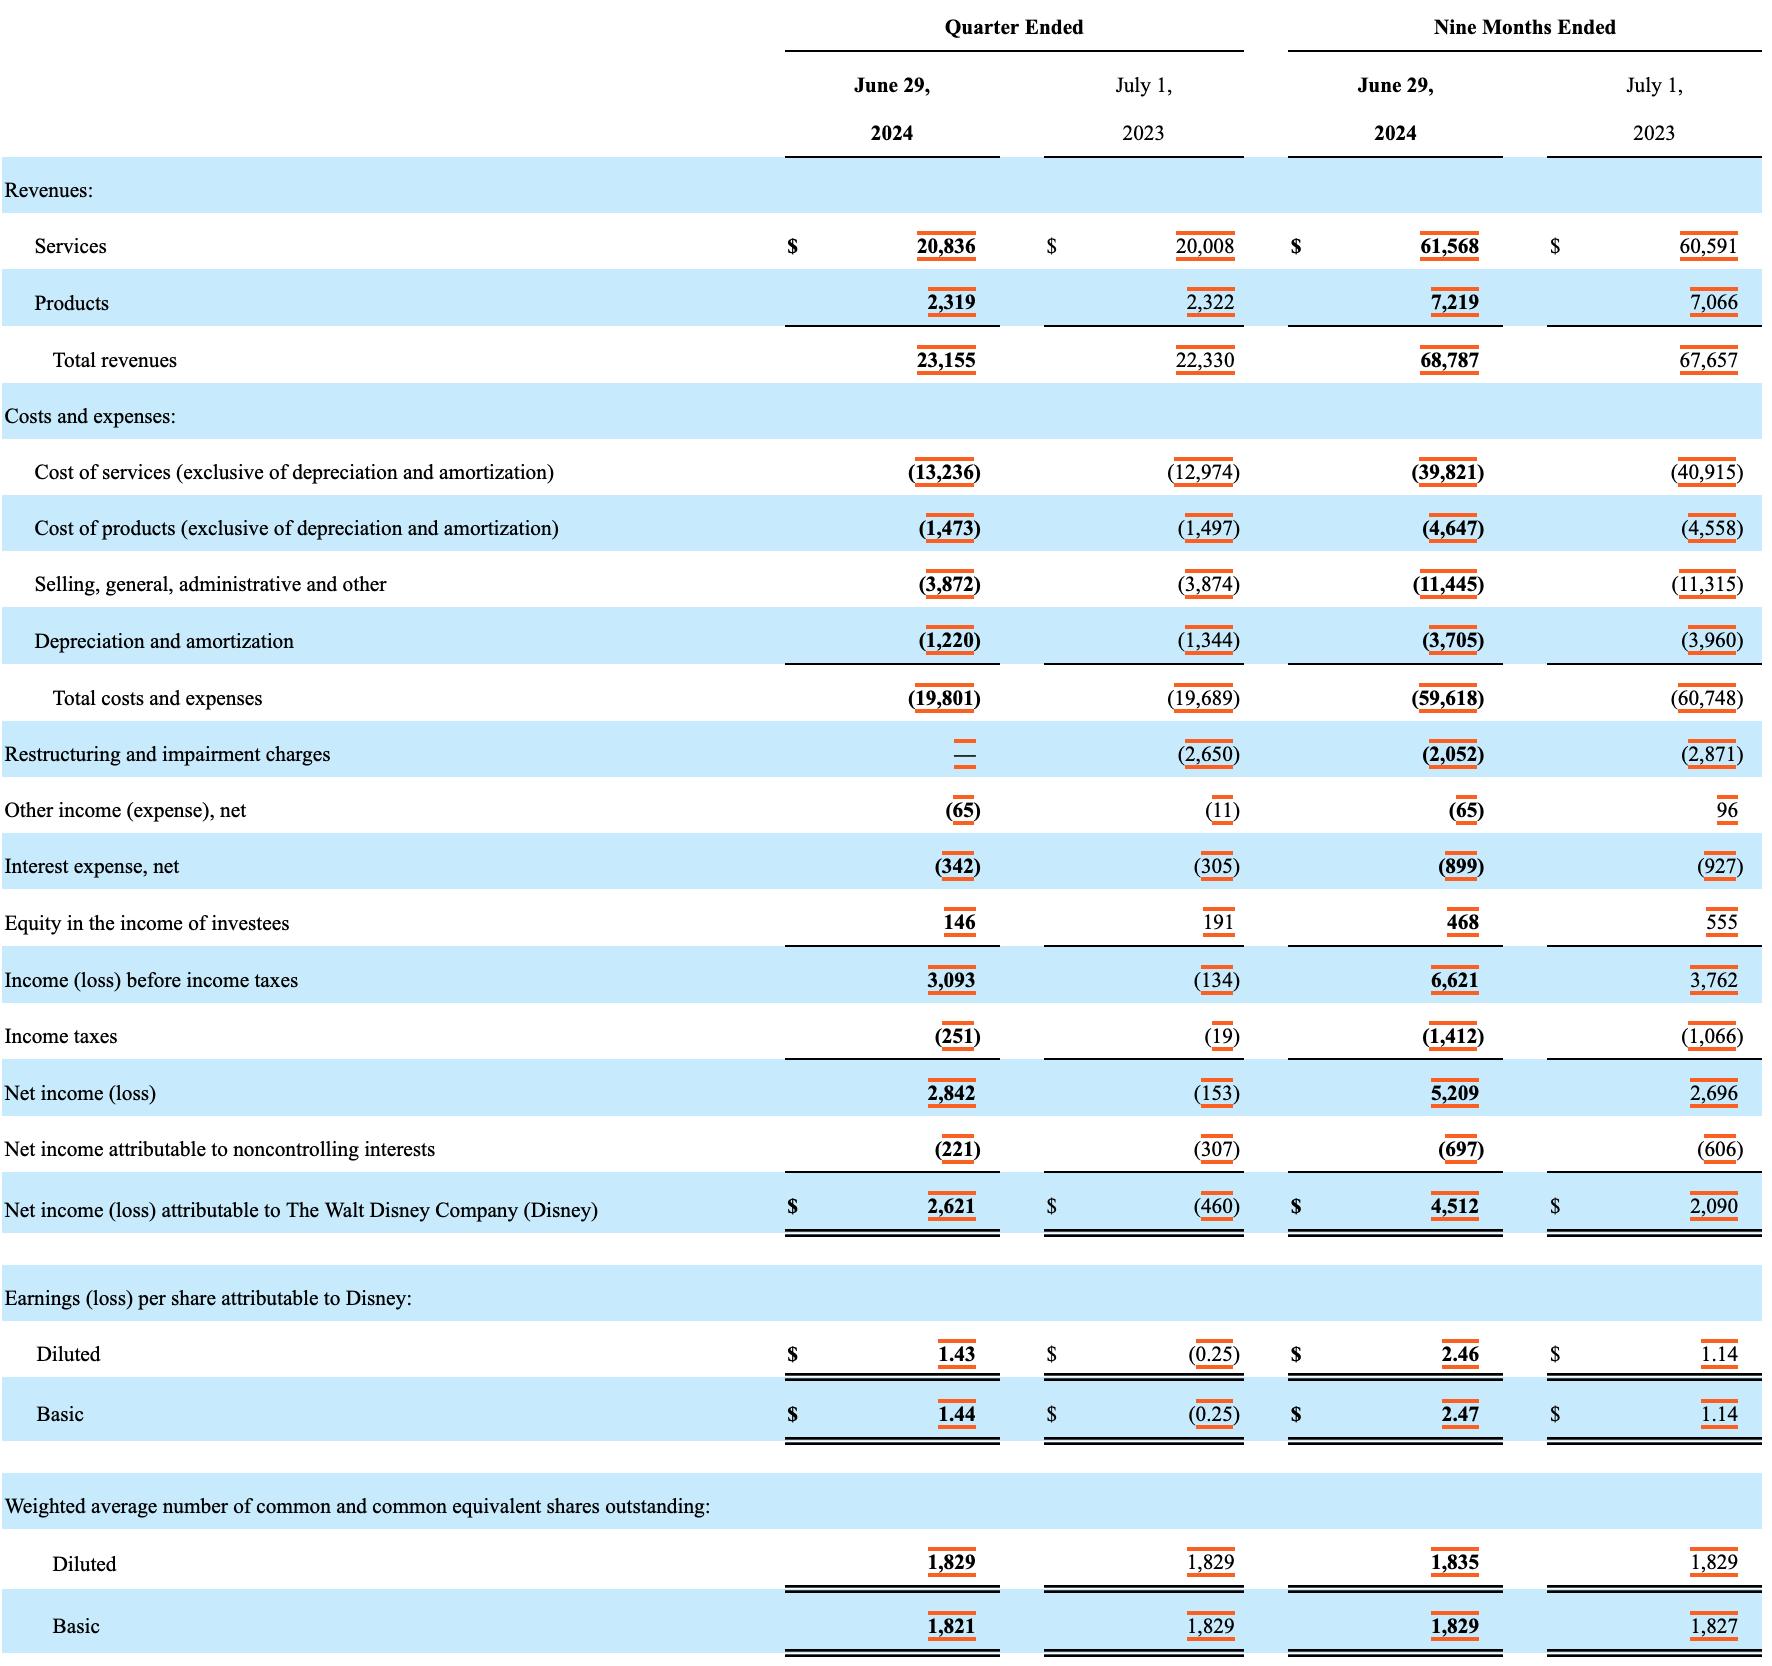 Quarter Ended Nine Months Ended
June 29, July 1, June 29, July 1,
2024 2023 2024 2023
Revenues:
Services $ 20,836 $ 20,008 $ 61,568 $ 60,591
Products 2,319 2,322 7,219 7,066
Total revenues 23,155 22,330 68,787 67,657
Costs and expenses:
Cost of services (exclusive of depreciation and amortization) (13,236) (12,974) (39,821) (40,915)
Cost of products (exclusive of depreciation and amortization) (1,473) (1,497) (4,647) (4,558)
Selling, general, administrative and other (3,872) (3,874) (11,445) (11,315)
Depreciation and amortization (1,220) (1,344) (3,705) (3,960)
Total costs and expenses (19,801) (19,689) (59,618) (60,748)
Restructuring and impairment charges — (2,650) (2,052) (2,871)
Other income (expense), net (65) (11) (65) 96
Interest expense, net (342) (305) (899) (927)
Equity in the income of investees 146 191 468 555
Income (loss) before income taxes 3,093 (134) 6,621 3,762
Income taxes (251) (19) (1,412) (1,066)
Net income (loss) 2,842 (153) 5,209 2,696
Net income attributable to noncontrolling interests (221) (307) (697) (606)
Net income (loss) attributable to The Walt Disney Company (Disney) $ 2,621 $ (460) $ 4,512 $ 2,090
Earnings (loss) per share attributable to Disney:
Diluted $ 1.43 $ (0.25) $ 2.46 $ 1.14
Basic $ 1.44 $ (0.25) $ 2.47 $ 1.14
Weighted average number of common and common equivalent shares outstanding:
Diluted 1,829 1,829 1,835 1,829
Basic 1,821 1,829 1,829 1,827